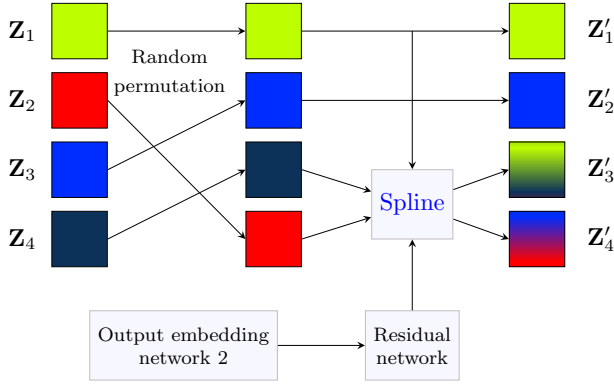 Z₁
Z′₁
Random
permutation
Z₂
Z′₂
Z₃
Z′₃
Spline
Z₄
Z′₄
Output embedding
network 2
Residual
network